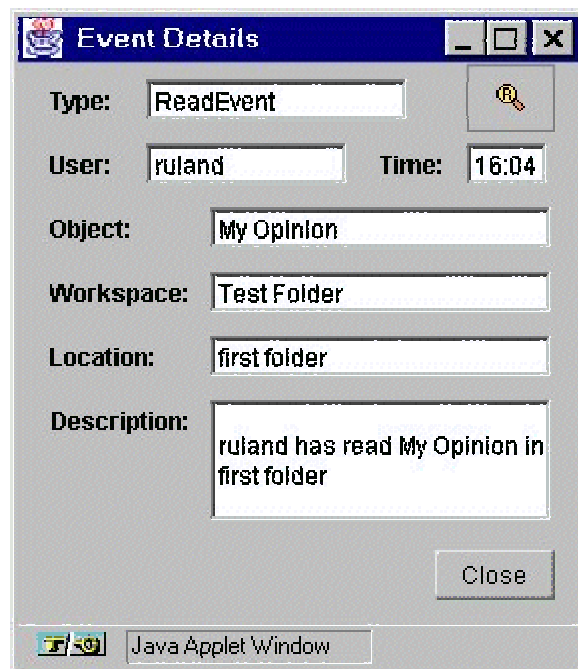 Event Details
Type: ReadEvent
User: ruland Time: 16:04
Object: My Opinion
Workspace: Test Folder
Location: first folder
Description: ruland has read My Opinion in
first folder
Close
Java Applet Window